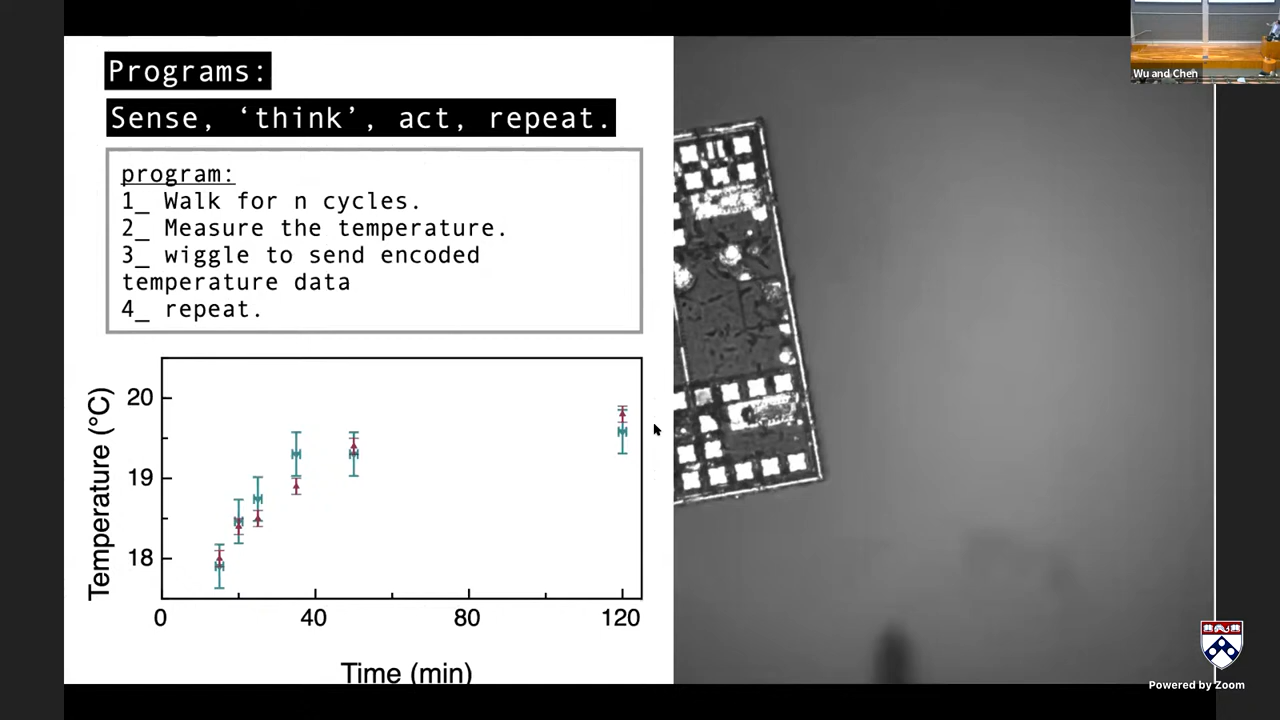 Programs:
Sense, ‘think’, act, repeat.
program:
1_ Walk for n cycles.
2_ Measure the temperature.
3_ wiggle to send encoded
temperature data
4_ repeat.
Temperature (°C)
20
19
18
0 40 80 120
Time (min)
Wu and Chen
Powered by Zoom